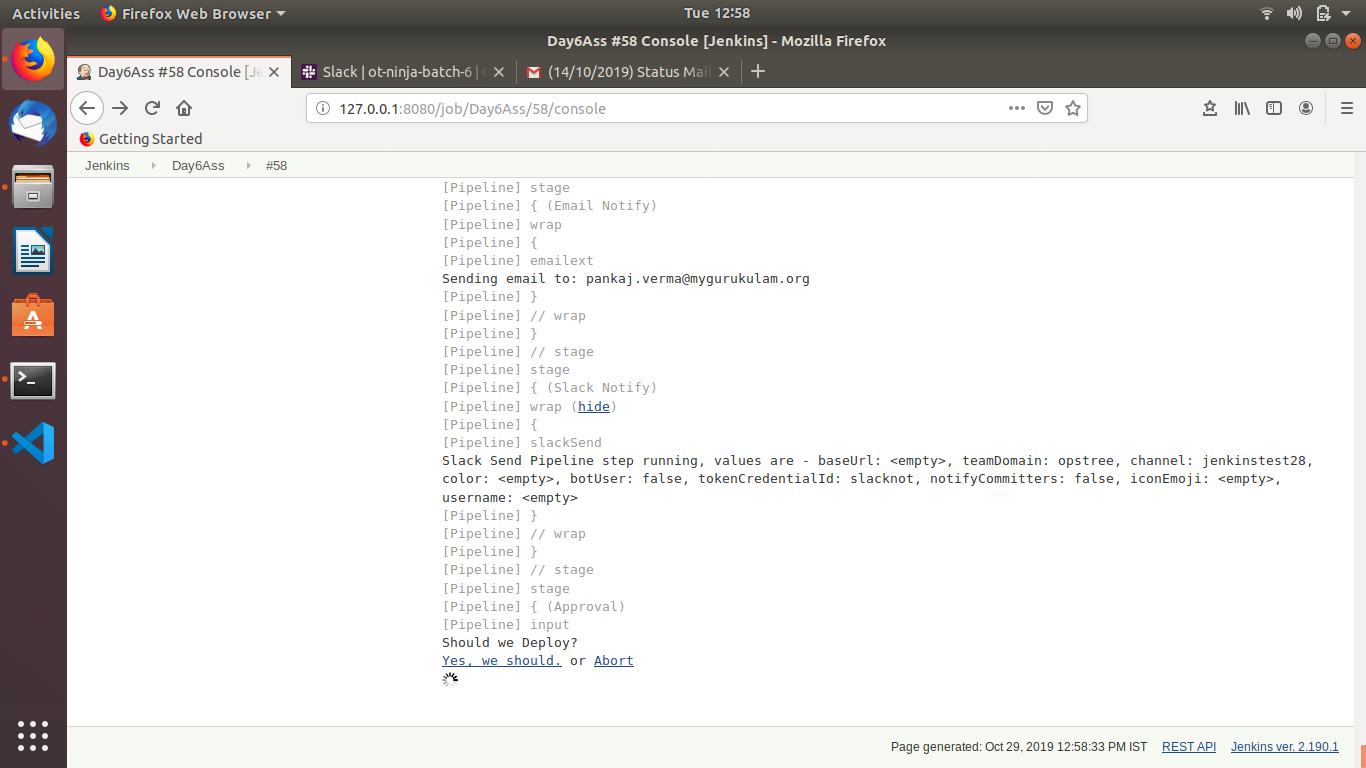 Activities Firefox Web Browser Tue 12:58
Day6Ass #58 Console [Jenkins] - Mozilla Firefox
Day6Ass #58 Console [Je Slack | ot-ninja-batch-6 | (14/10/2019) Status Mail
127.0.0.1:8080/job/Day6Ass/58/console
Getting Started
Jenkins Day6Ass #58
[Pipeline] stage
[Pipeline] { (Email Notify)
[Pipeline] wrap
[Pipeline] {
[Pipeline] emailext
Sending email to: pankaj.verma@mygurukulam.org
[Pipeline] }
[Pipeline] // wrap
[Pipeline] }
[Pipeline] // stage
[Pipeline] stage
[Pipeline] { (Slack Notify)
[Pipeline] wrap (hide)
[Pipeline] {
[Pipeline] slackSend
Slack Send Pipeline step running, values are - baseUrl: <empty>, teamDomain: opstree, channel: jenkinstest28,
color: <empty>, botUser: false, tokenCredentialId: slacknot, notifyCommitters: false, iconEmoji: <empty>,
username: <empty>
[Pipeline] }
[Pipeline] // wrap
[Pipeline] }
[Pipeline] // stage
[Pipeline] stage
[Pipeline] { (Approval)
[Pipeline] input
Should we Deploy?
Yes, we should. or Abort
Page generated: Oct 29, 2019 12:58:33 PM IST REST API Jenkins ver. 2.190.1